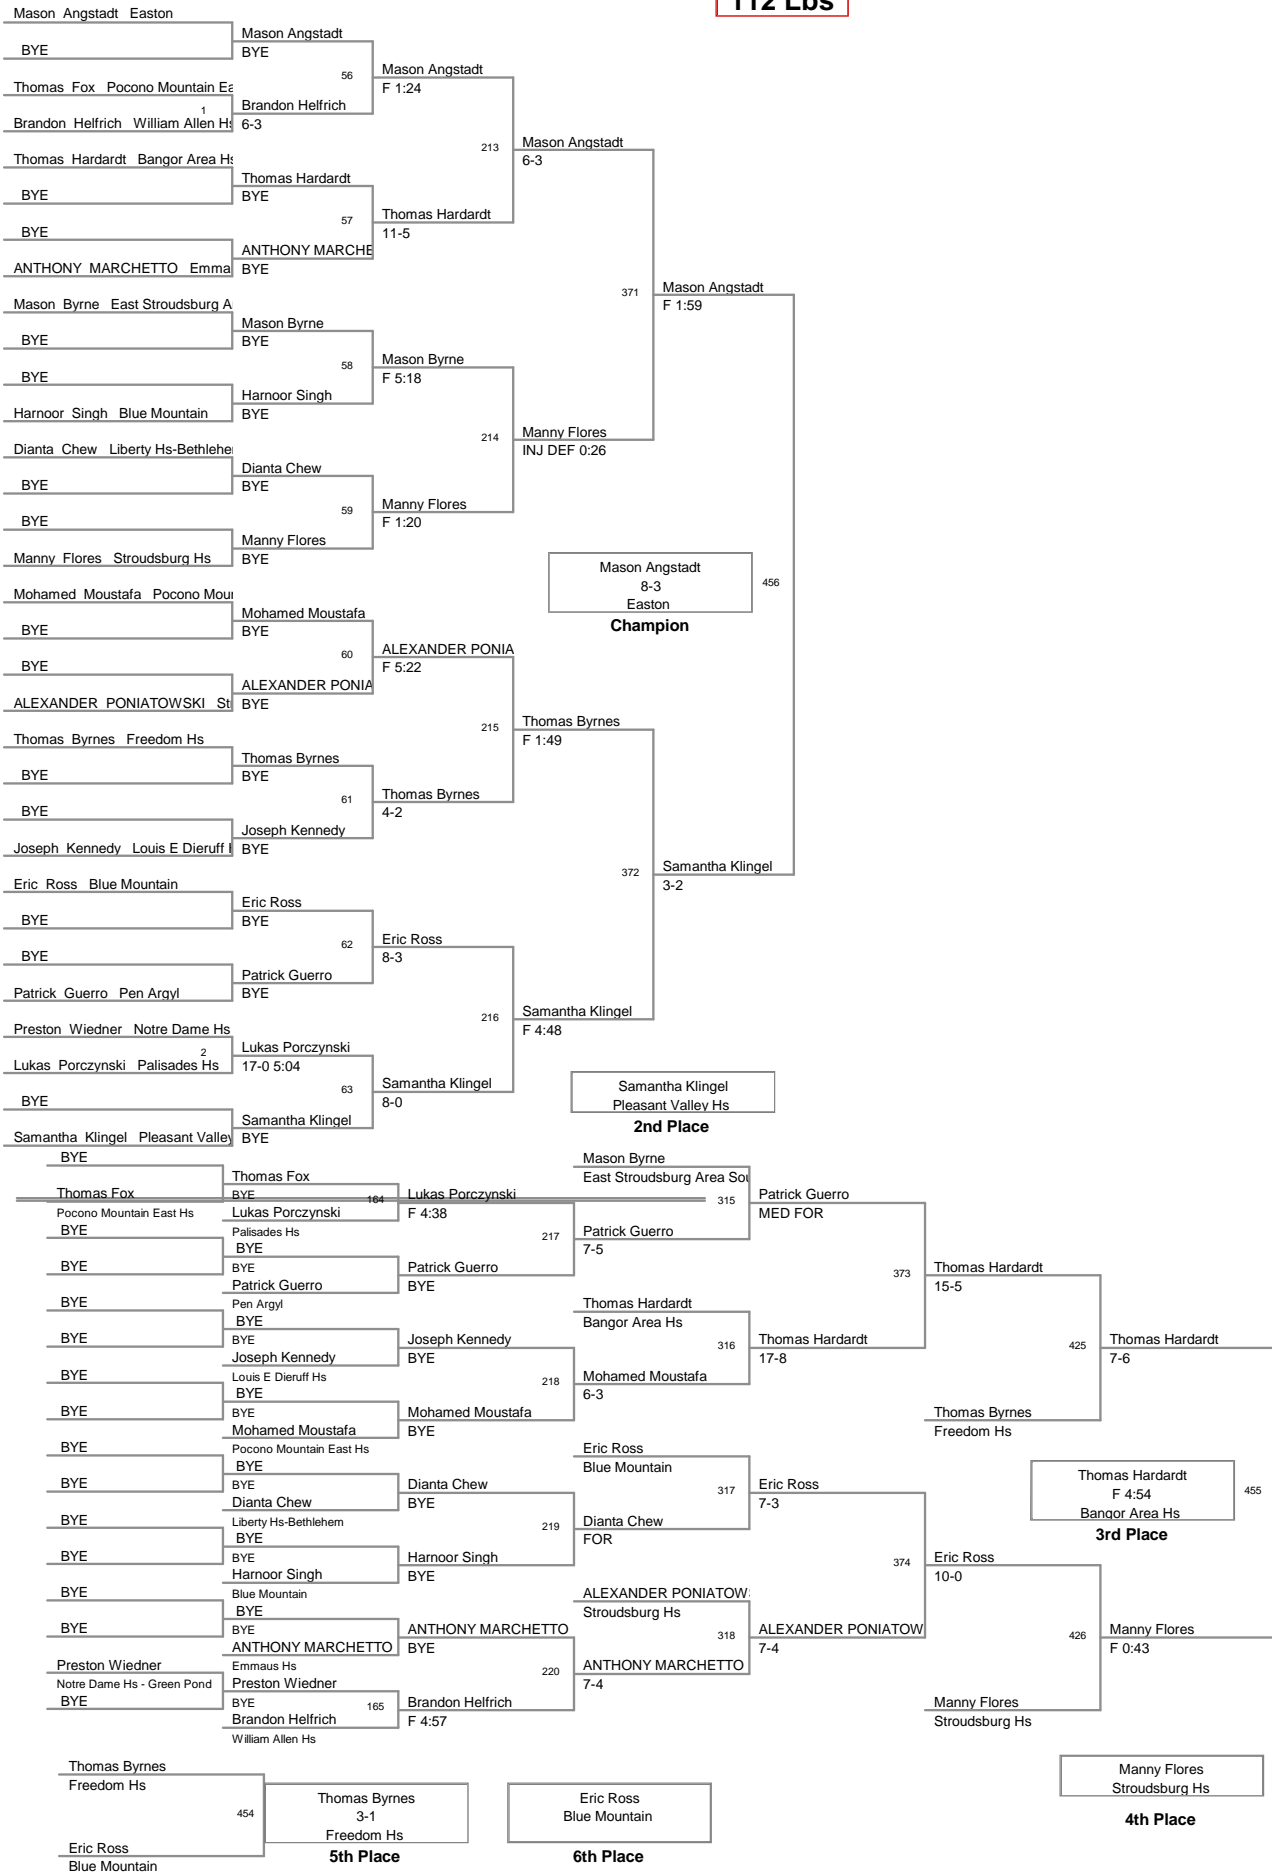 112 Lbs
Mason Angstadt Easton
Mason Angstadt
BYE
BYE
56
Mason Angstadt
F 1:24
Thomas Fox Pocono Mountain Ea
1
Brandon Helfrich
Brandon Helfrich William Allen Hs
6-3
213
Mason Angstadt
6-3
Thomas Hardardt Bangor Area Hs
Thomas Hardardt
BYE
BYE
57
Thomas Hardardt
11-5
BYE
ANTHONY MARCHE
ANTHONY MARCHETTO Emma
BYE
371
Mason Angstadt
F 1:59
Mason Byrne East Stroudsburg A
Mason Byrne
BYE
BYE
58
Mason Byrne
F 5:18
BYE
Harnoor Singh
Harnoor Singh Blue Mountain
BYE
214
Manny Flores
INJ DEF 0:26
Dianta Chew Liberty Hs-Bethlehe
Dianta Chew
BYE
BYE
59
Manny Flores
F 1:20
BYE
Manny Flores
Manny Flores Stroudsburg Hs
BYE
Mason Angstadt
8-3
Easton
456
Champion
Mohamed Moustafa Pocono Mou
Mohamed Moustafa
BYE
BYE
60
ALEXANDER PONIA
F 5:22
BYE
ALEXANDER PONIA
ALEXANDER PONIATOWSKI St
BYE
215
Thomas Byrnes
F 1:49
Thomas Byrnes Freedom Hs
Thomas Byrnes
BYE
BYE
61
Thomas Byrnes
4-2
BYE
Joseph Kennedy
Joseph Kennedy Louis E Dieruff H
BYE
372
Samantha Klingel
3-2
Eric Ross Blue Mountain
Eric Ross
BYE
BYE
62
Eric Ross
8-3
BYE
Patrick Guerro
Patrick Guerro Pen Argyl
BYE
216
Samantha Klingel
F 4:48
Preston Wiedner Notre Dame Hs
2
Lukas Porczynski
Lukas Porczynski Palisades Hs
17-0 5:04
63
Samantha Klingel
8-0
BYE
Samantha Klingel
Samantha Klingel Pleasant Valley
BYE
Samantha Klingel
Pleasant Valley Hs
2nd Place
BYE
Thomas Fox
Thomas Fox
BYE
Pocono Mountain East Hs
164
Lukas Porczynski
F 4:38
Lukas Porczynski
Palisades Hs
BYE
BYE
BYE
BYE
Patrick Guerro
Pen Argyl
Patrick Guerro
BYE
217
Patrick Guerro
7-5
Mason Byrne
East Stroudsburg Area Sou
315
Patrick Guerro
MED FOR
BYE
BYE
BYE
BYE
Joseph Kennedy
Louis E Dieruff Hs
Joseph Kennedy
BYE
BYE
BYE
BYE
BYE
Mohamed Moustafa
Pocono Mountain East Hs
Mohamed Moustafa
BYE
218
Mohamed Moustafa
6-3
Thomas Hardardt
Bangor Area Hs
316
Thomas Hardardt
17-8
373
Thomas Hardardt
15-5
Thomas Byrnes
Freedom Hs
425
Thomas Hardardt
7-6
BYE
BYE
BYE
BYE
Dianta Chew
Liberty Hs-Bethlehem
Dianta Chew
BYE
BYE
BYE
BYE
BYE
Harnoor Singh
Blue Mountain
Harnoor Singh
BYE
219
Dianta Chew
FOR
Eric Ross
Blue Mountain
317
Eric Ross
7-3
Thomas Hardardt
F 4:54
Bangor Area Hs
455
3rd Place
BYE
BYE
BYE
BYE
ANTHONY MARCHETTO
Emmaus Hs
ANTHONY MARCHETTO
BYE
Preston Wiedner
Notre Dame Hs - Green Pond
BYE
Preston Wiedner
BYE
165
Brandon Helfrich
William Allen Hs
Brandon Helfrich
F 4:57
220
ANTHONY MARCHETTO
7-4
ALEXANDER PONIATOW
Stroudsburg Hs
318
ALEXANDER PONIATOW
7-4
374
Eric Ross
10-0
Manny Flores
Stroudsburg Hs
426
Manny Flores
F 0:43
Manny Flores
Stroudsburg Hs
4th Place
Thomas Byrnes
Freedom Hs
454
Eric Ross
Blue Mountain
Thomas Byrnes
3-1
Freedom Hs
5th Place
Eric Ross
Blue Mountain
6th Place